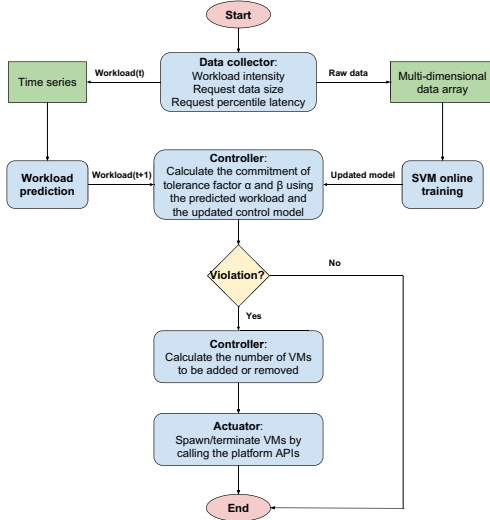 Start
Data collector:
Workload intensity
Request data size
Request percentile latency
Workload(t)
Raw data
Time series
Multi-dimensional
data array
Workload
prediction
Workload(t+1)
Controller:
Calculate the commitment of
tolerance factor α and β using
the predicted workload and
the updated control model
Updated model
SVM online
training
Violation?
No
Yes
Controller:
Calculate the number of VMs
to be added or removed
Actuator:
Spawn/terminate VMs by
calling the platform APIs
End